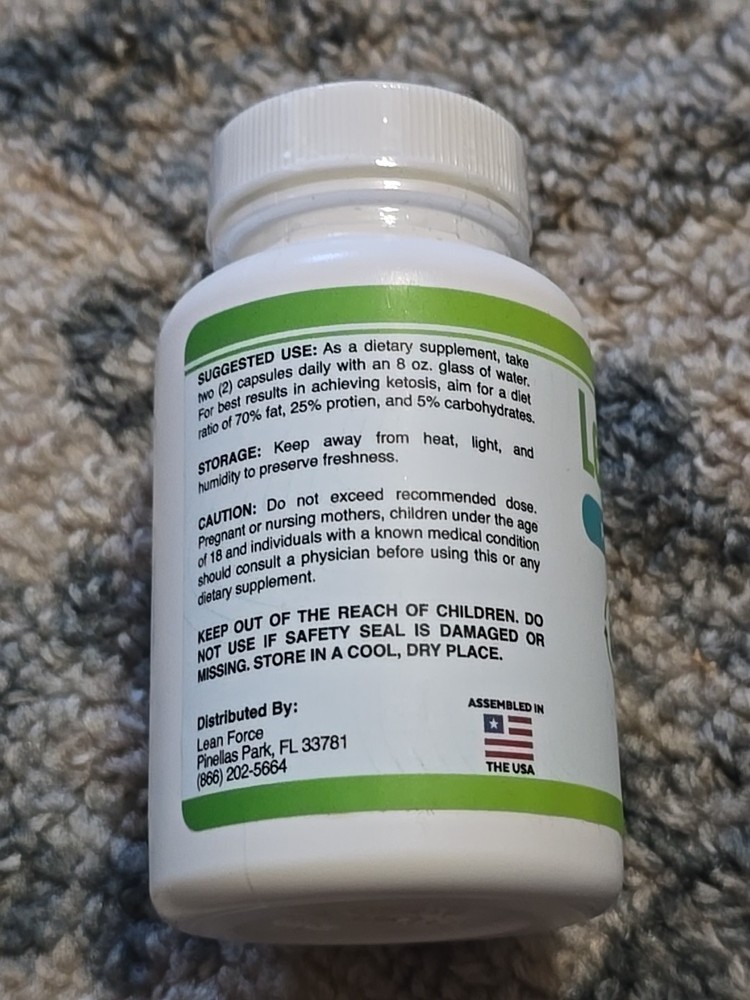 SUGGESTED USE: As a dietary supplement, take
two (2) capsules daily with an 8 oz. glass of water.
For best results in achieving ketosis, aim for a diet
ratio of 70% fat, 25% protien, and 5% carbohydrates.
STORAGE: Keep away from heat, light, and
humidity to preserve freshness.
CAUTION: Do not exceed recommended dose.
Pregnant or nursing mothers, children under the age
of 18 and individuals with a known medical condition
should consult a physician before using this or any
dietary supplement.
KEEP OUT OF THE REACH OF CHILDREN. DO
NOT USE IF SAFETY SEAL IS DAMAGED OR
MISSING. STORE IN A COOL, DRY PLACE.
Distributed By:
Lean Force
Pinellas Park, FL 33781
(866) 202-5664
ASSEMBLED IN
THE USA